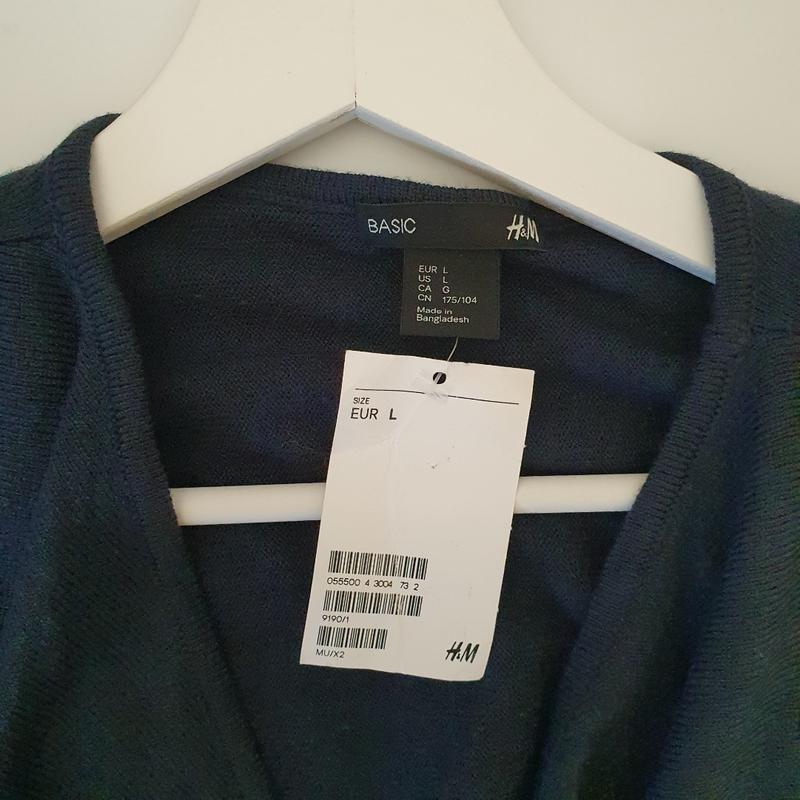 BASIC H&M
EUR L
US L
CA G
CN 175/104
Made in
Bangladesh
SIZE
EUR L
055500 4 3004 73 2
9190/1
MU/X2
H&M